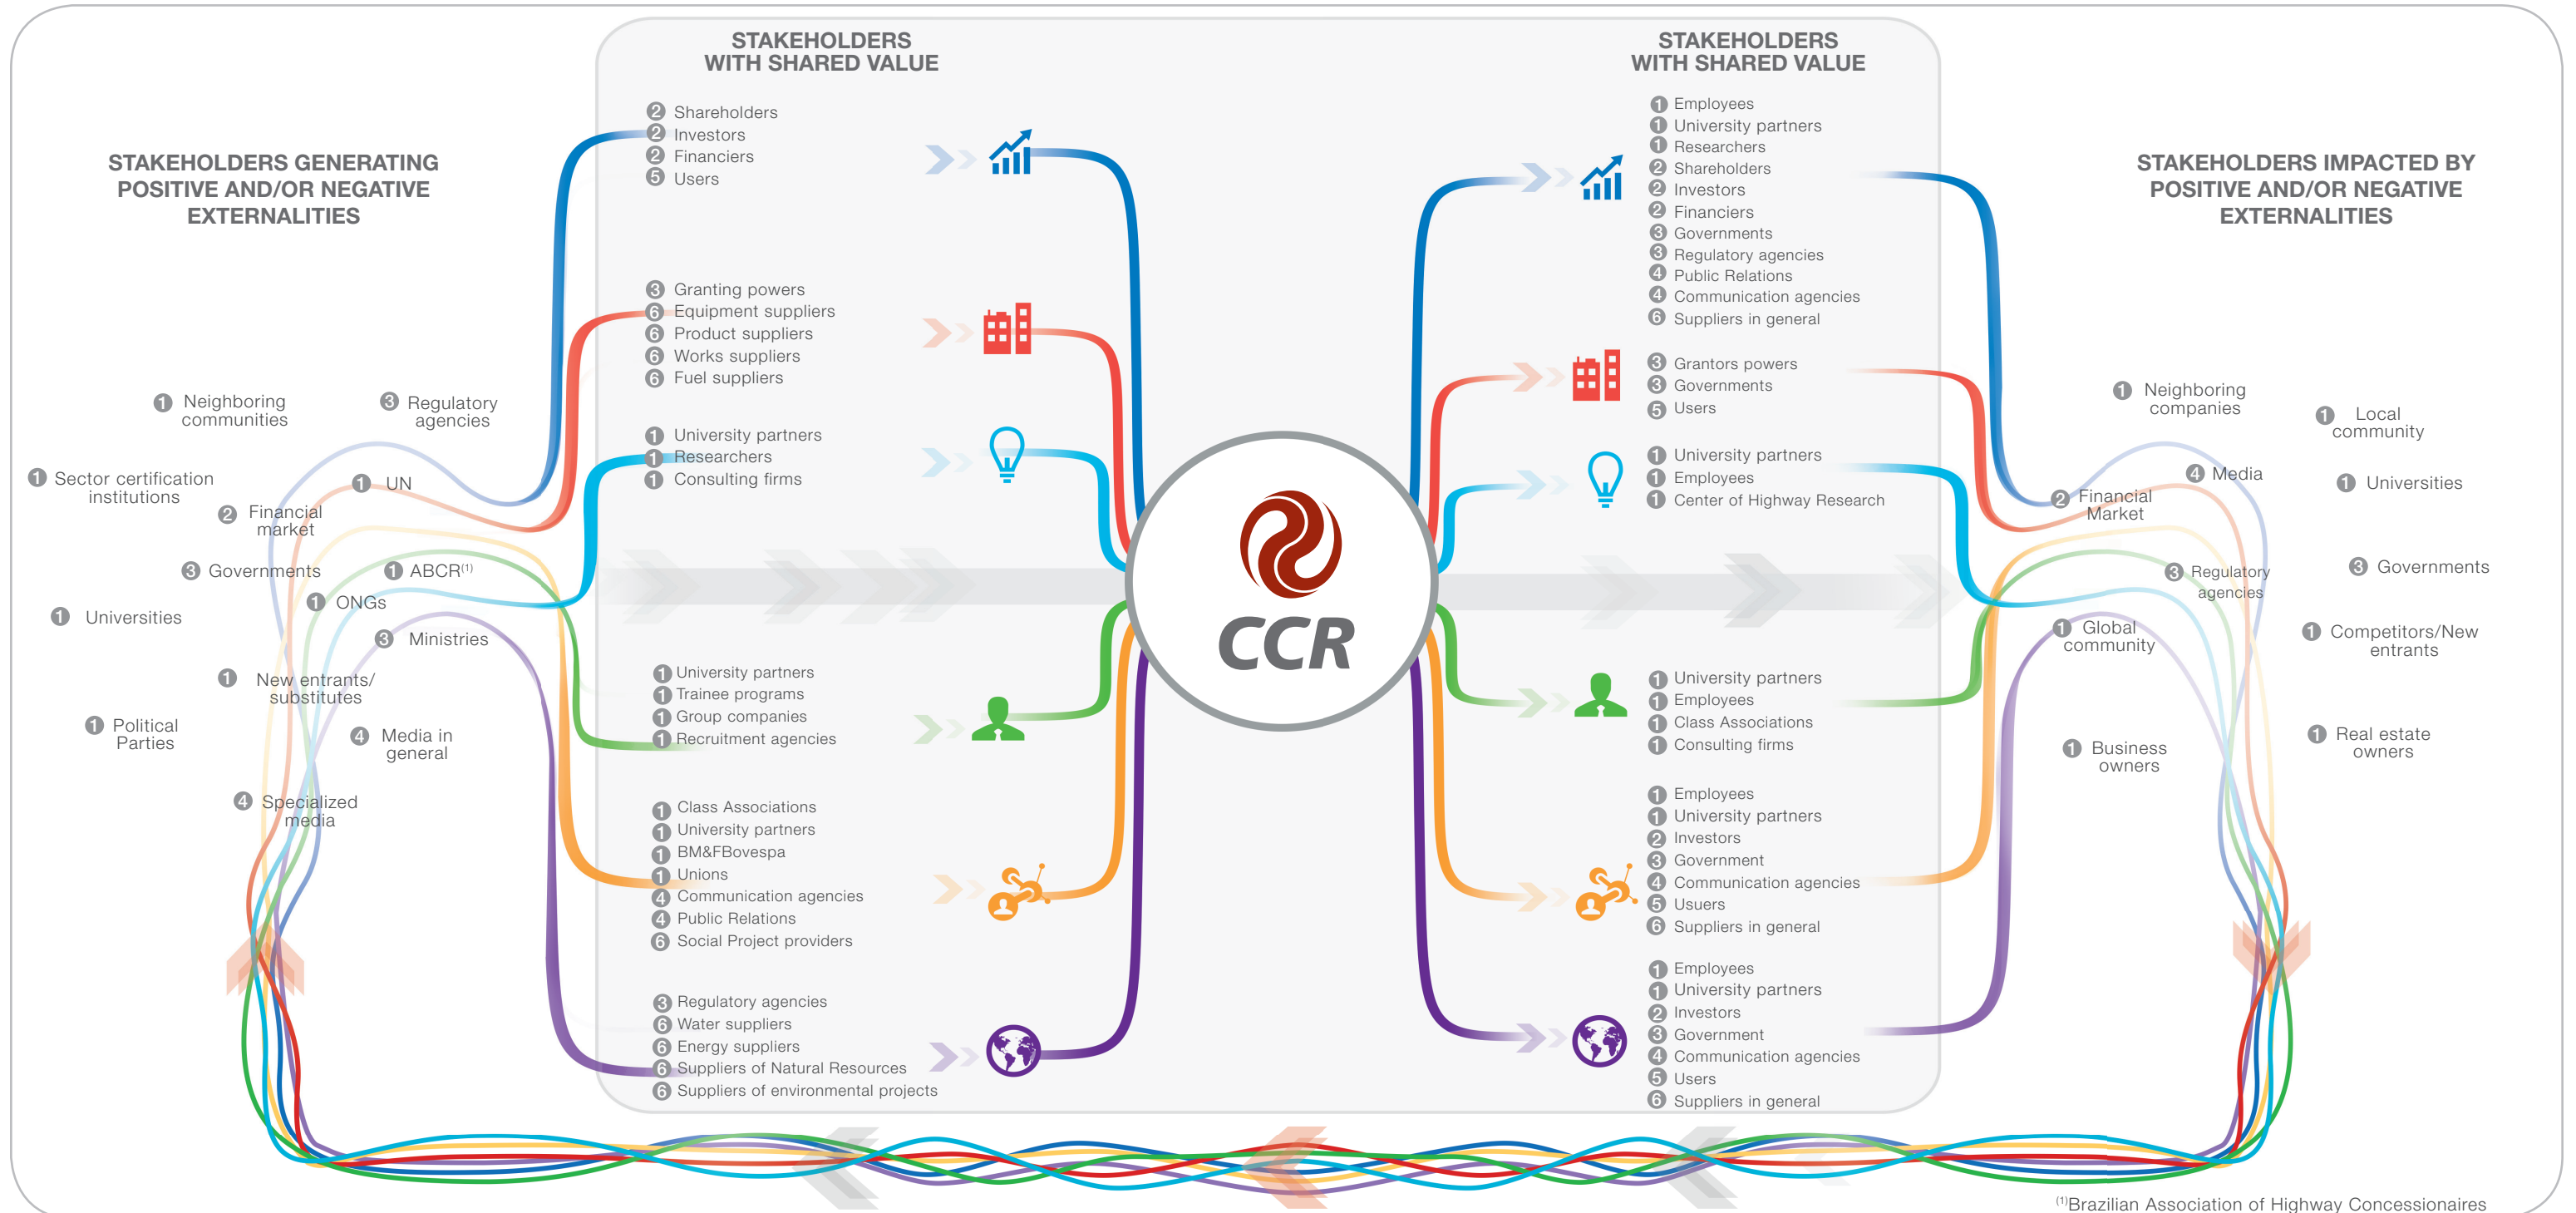 STAKEHOLDERS GENERATING
POSITIVE AND/OR NEGATIVE
EXTERNALITIES
1 Neighboring
communities
3 Regulatory
agencies
1 Sector certification
institutions
1 UN
2 Financial
market
3 Governments
1 ABCR(1)
1 ONGs
1 Universities
3 Ministries
1 New entrants/
substitutes
1 Political
Parties
4 Media in
general
4 Specialized
media
STAKEHOLDERS
WITH SHARED VALUE
2 Shareholders
2 Investors
2 Financiers
5 Users
3 Granting powers
6 Equipment suppliers
6 Product suppliers
6 Works suppliers
6 Fuel suppliers
1 University partners
1 Researchers
1 Consulting firms
1 University partners
1 Trainee programs
1 Group companies
1 Recruitment agencies
1 Class Associations
1 University partners
1 BM&FBovespa
1 Unions
4 Communication agencies
4 Public Relations
6 Social Project providers
3 Regulatory agencies
6 Water suppliers
6 Energy suppliers
6 Suppliers of Natural Resources
6 Suppliers of environmental projects
CCR
STAKEHOLDERS
WITH SHARED VALUE
1 Employees
1 University partners
1 Researchers
2 Shareholders
2 Investors
2 Financiers
3 Governments
3 Regulatory agencies
4 Public Relations
4 Communication agencies
6 Suppliers in general
3 Grantors powers
3 Governments
5 Users
1 University partners
1 Employees
1 Center of Highway Research
1 University partners
1 Employees
1 Class Associations
1 Consulting firms
1 Employees
1 University partners
2 Investors
3 Government
4 Communication agencies
5 Usuers
6 Suppliers in general
1 Employees
1 University partners
2 Investors
3 Government
4 Communication agencies
5 Users
6 Suppliers in general
STAKEHOLDERS IMPACTED BY
POSITIVE AND/OR NEGATIVE
EXTERNALITIES
1 Neighboring
companies
1 Local
community
4 Media
1 Universities
2 Financial
Market
3 Governments
3 Regulatory
agencies
1 Global
community
1 Competitors/New
entrants
1 Real estate
owners
1 Business
owners
(1)Brazilian Association of Highway Concessionaires